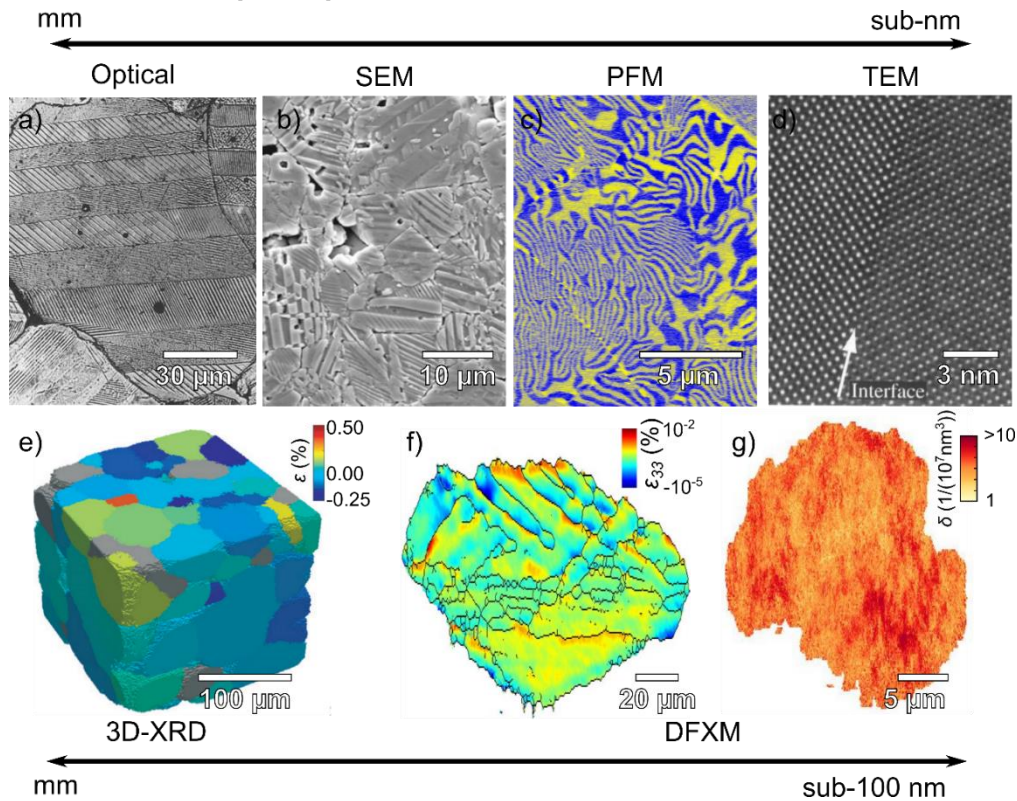 mm
sub-nm
Optical
SEM
PFM
TEM
a)
b)
c)
d)
30 µm
10 µm
5 µm
Interface
3 nm
e)
0.50
0.00
-0.25
ε (%)
100 µm
f)
10⁻²
-10⁻⁵
ε₃₃ (%)
20 µm
g)
>10
1
δ (1/(10⁷nm³))
5 µm
3D-XRD
DFXM
mm
sub-100 nm